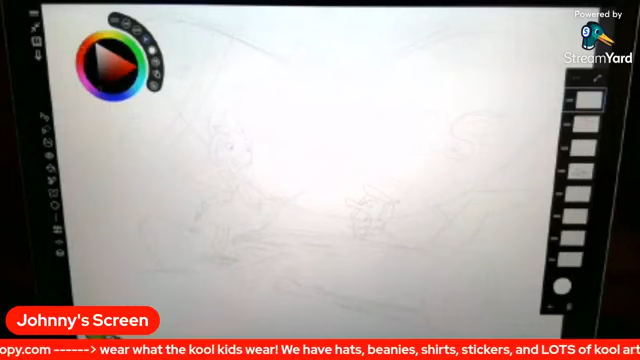 Powered by
StreamYard
Johnny's Screen
opy.com ------> wear what the kool kids wear! We have hats, beanies, shirts, stickers, and LOTS of kool art